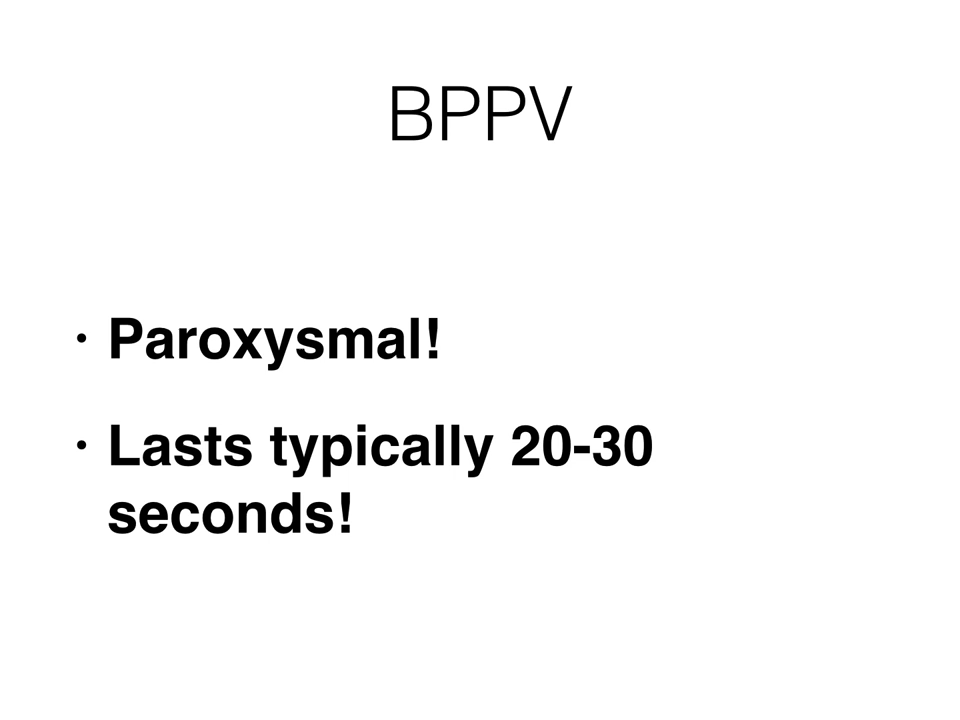 BPPV
• Paroxysmal!
• Lasts typically 20-30
seconds!